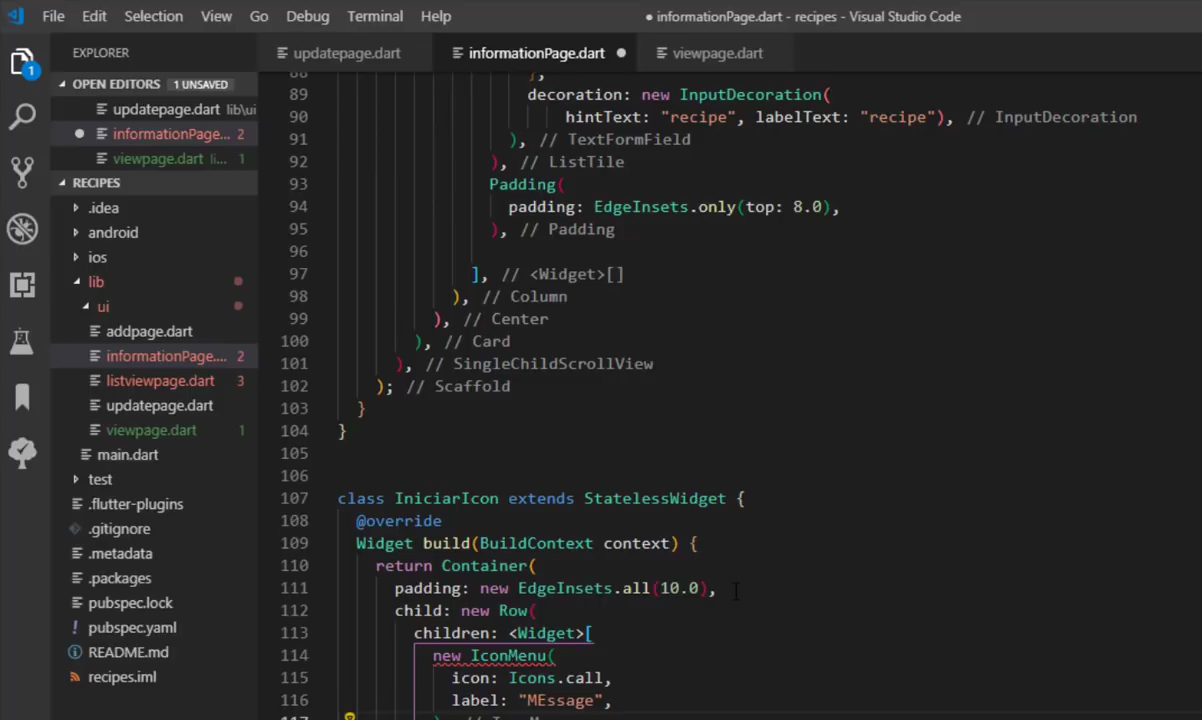 File Edit Selection View Go Debug Terminal Help ● informationPage.dart - recipes - Visual Studio Code
EXPLORER
updatepage.dart informationPage.dart ● viewpage.dart
1
OPEN EDITORS 1 UNSAVED
updatepage.dart lib\ui
informationPage... 2
viewpage.dart li... 1
RECIPES
.idea
android
ios
lib
ui
addpage.dart
informationPage.... 2
listviewpage.dart 3
updatepage.dart
viewpage.dart 1
main.dart
test
.flutter-plugins
.gitignore
.metadata
.packages
pubspec.lock
! pubspec.yaml
README.md
recipes.iml
88 },
89 decoration: new InputDecoration(
90 hintText: "recipe", labelText: "recipe"), // InputDecoration
91 ), // TextFormField
92 ), // ListTile
93 Padding(
94 padding: EdgeInsets.only(top: 8.0),
95 ), // Padding
96
97 ], // <Widget>[]
98 ), // Column
99 ), // Center
100 ), // Card
101 ), // SingleChildScrollView
102 ); // Scaffold
103 }
104 }
105
106
107 class IniciarIcon extends StatelessWidget {
108 @override
109 Widget build(BuildContext context) {
110 return Container(
111 padding: new EdgeInsets.all(10.0),
112 child: new Row(
113 children: <Widget>[
114 new IconMenu(
115 icon: Icons.call,
116 label: "MEssage",
117